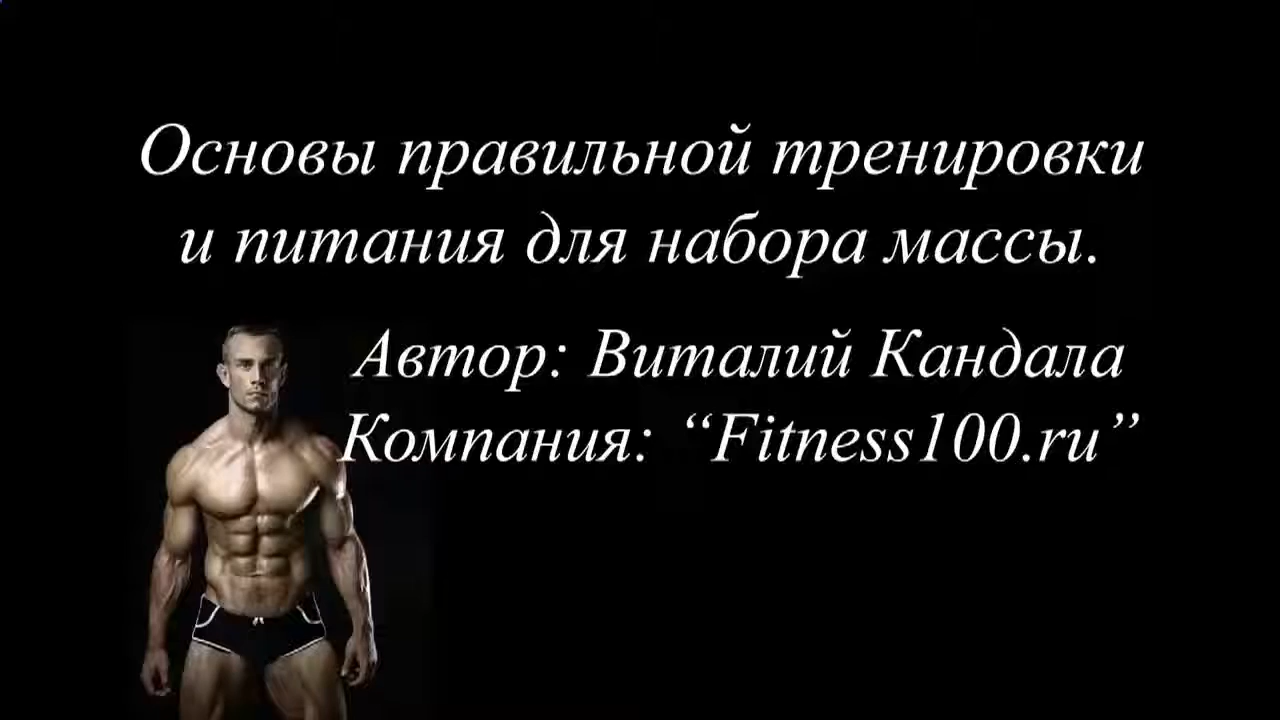 Основы правильной тренировки
и питания для набора массы.
Автор: Виталий Кандала
Компания: “Fitness100.ru”